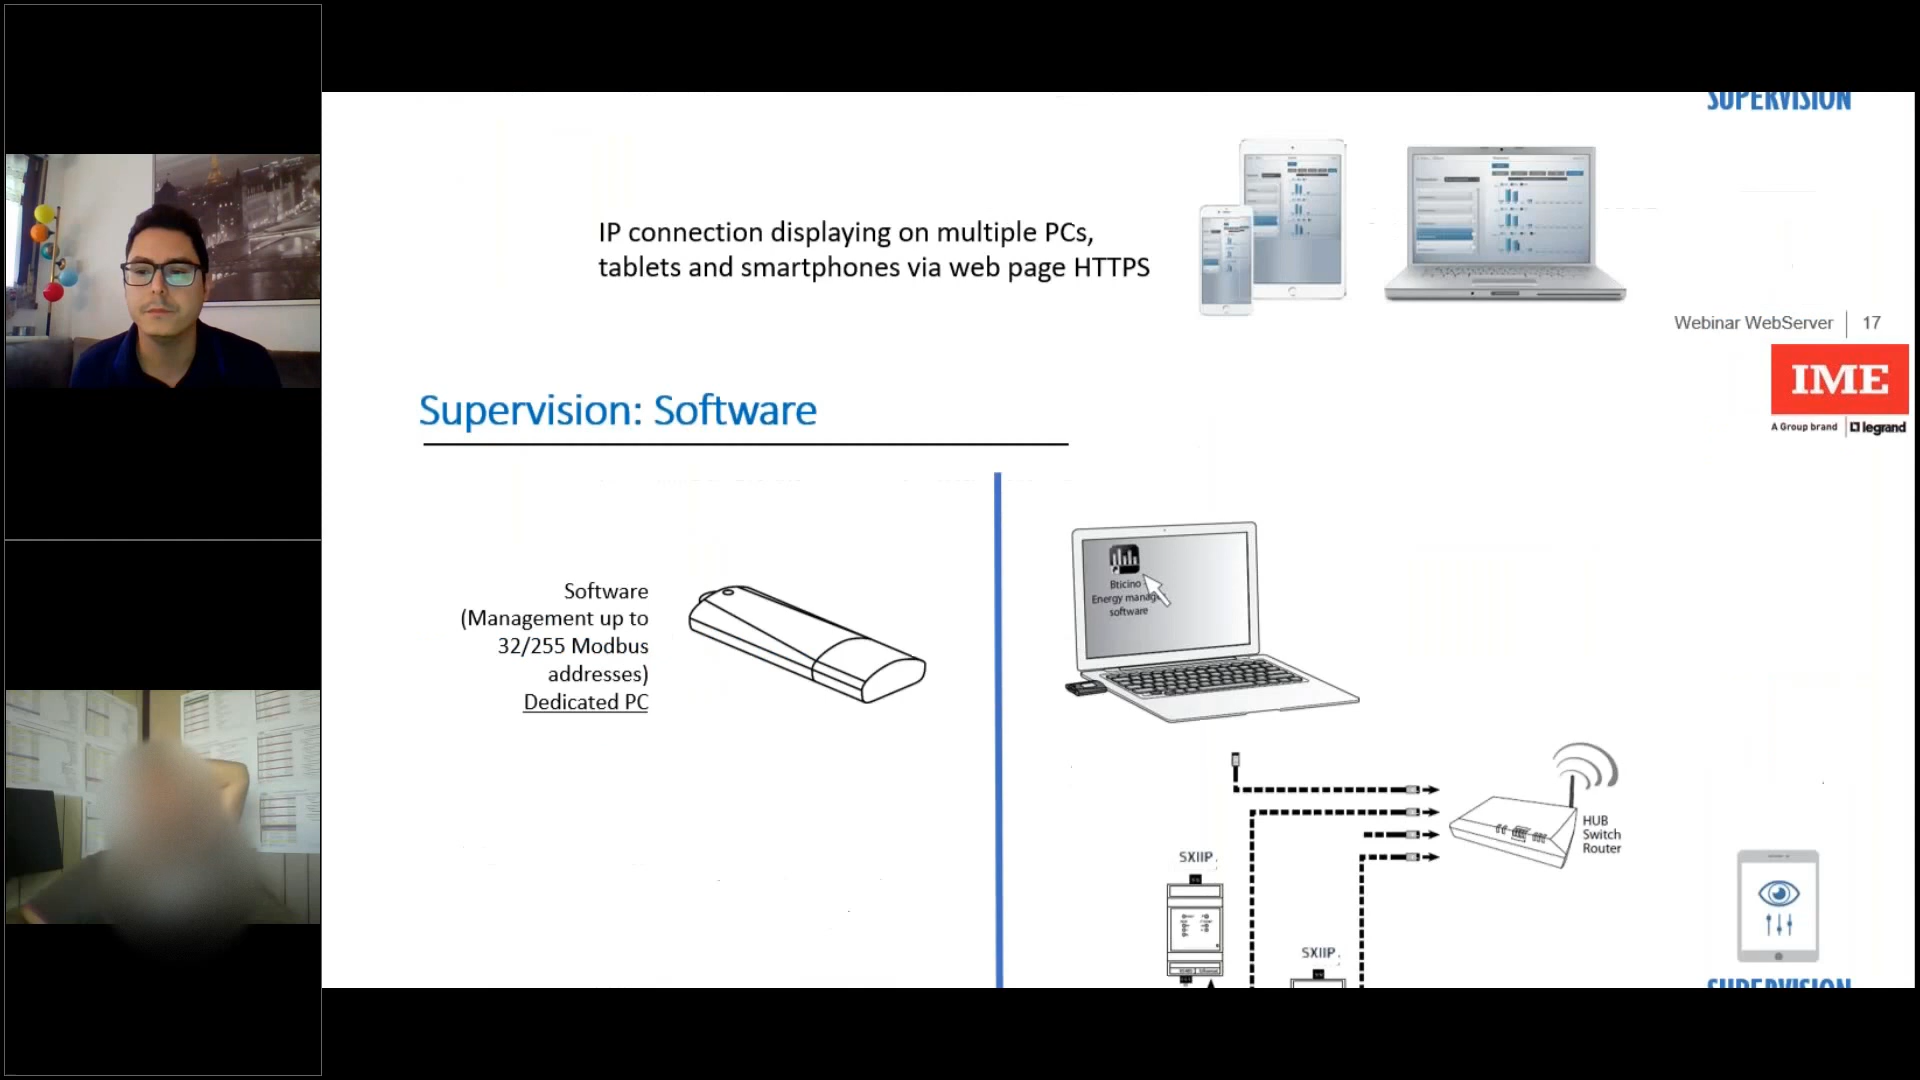 SUPERVISION
IP connection displaying on multiple PCs,
tablets and smartphones via web page HTTPS
Webinar WebServer | 17
IME
A Group brand | legrand
Supervision: Software
Software
(Management up to
32/255 Modbus
addresses)
Dedicated PC
Bticino
Energy manag
software
HUB
Switch
Router
SXIIP
SXIIP
SUPERVISION